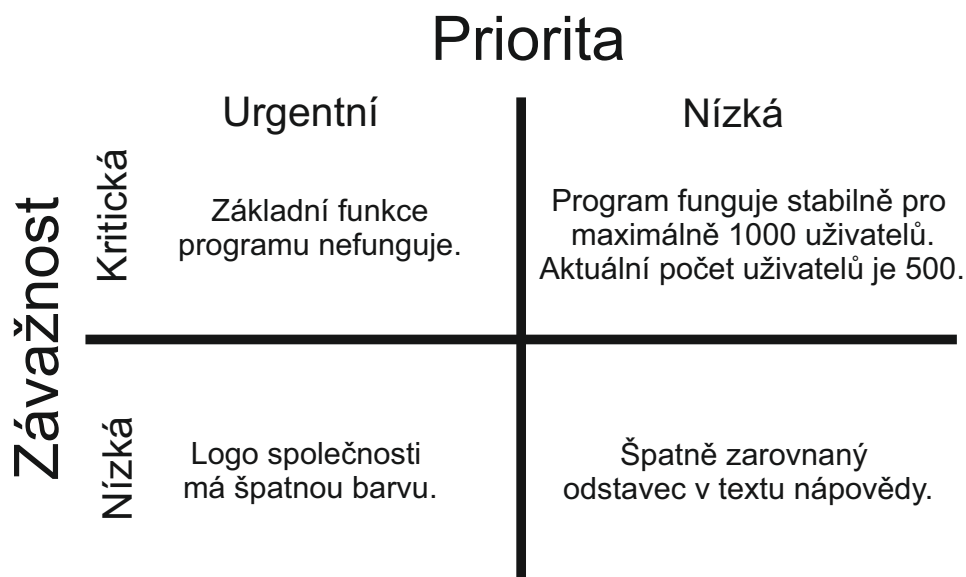 Priorita
Urgentní
Nízká
Závažnost
Kritická
Základní funkce
programu nefunguje.
Program funguje stabilně pro
maximálně 1000 uživatelů.
Aktuální počet uživatelů je 500.
Nízká
Logo společnosti
má špatnou barvu.
Špatně zarovnaný
odstavec v textu nápovědy.